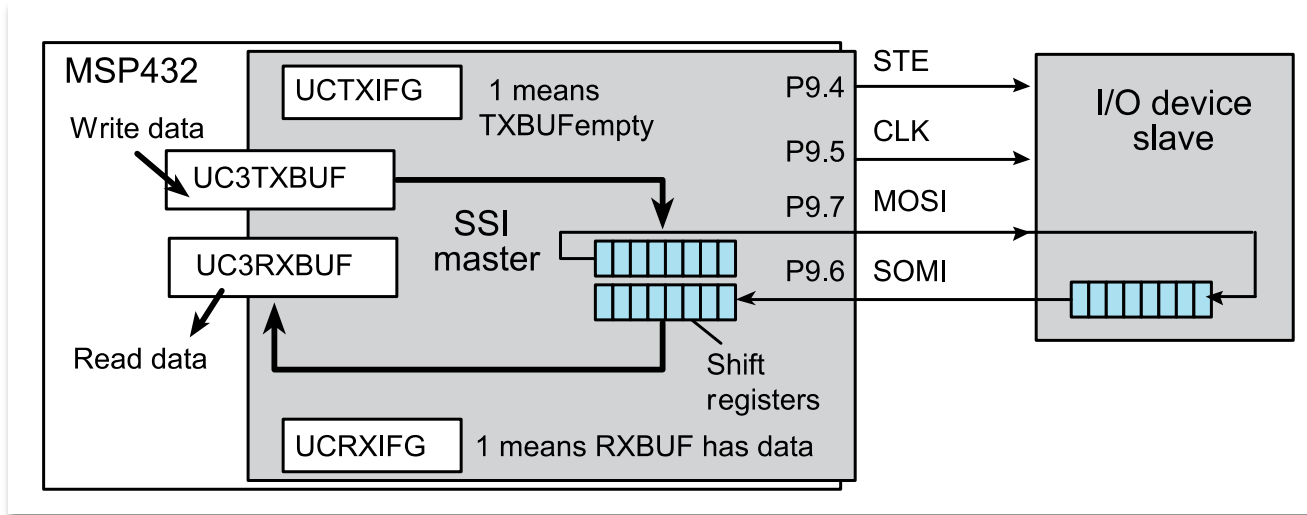 MSP432
Write data
UC3TXBUF
UC3RXBUF
Read data
UCTXIFG
1 means
TXBUFempty
SSI
master
Shift
registers
UCRXIFG
1 means RXBUF has data
P9.4
STE
P9.5
CLK
P9.7
MOSI
P9.6
SOMI
I/O device
slave